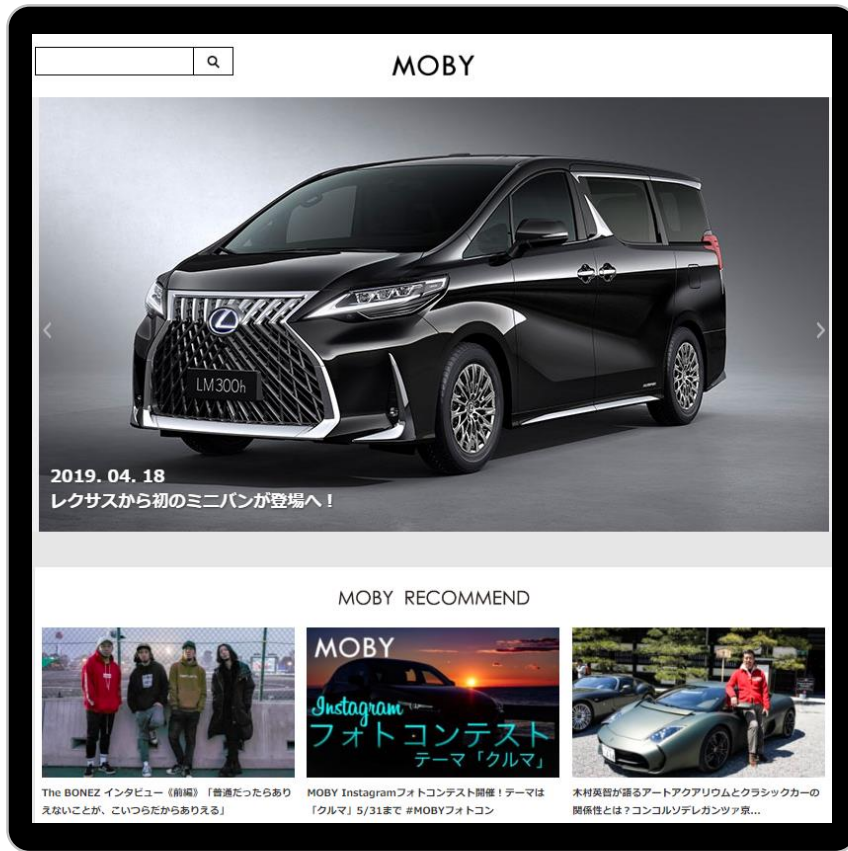 MOBY
LM300h
2019. 04. 18
レクサスから初のミニバンが登場へ！
MOBY RECOMMEND
MOBY
Instagram
フォトコンテスト
テーマ「クルマ」
The BONEZ インタビュー《前編》「普通だったらあり
えないことが、こいつらだからありえる」
MOBY Instagramフォトコンテスト開催！テーマは
「クルマ」5/31まで #MOBYフォトコン
木村英智が語るアートアクアリウムとクラシックカーの
関係性とは？コンコルソデレガンツァ京...